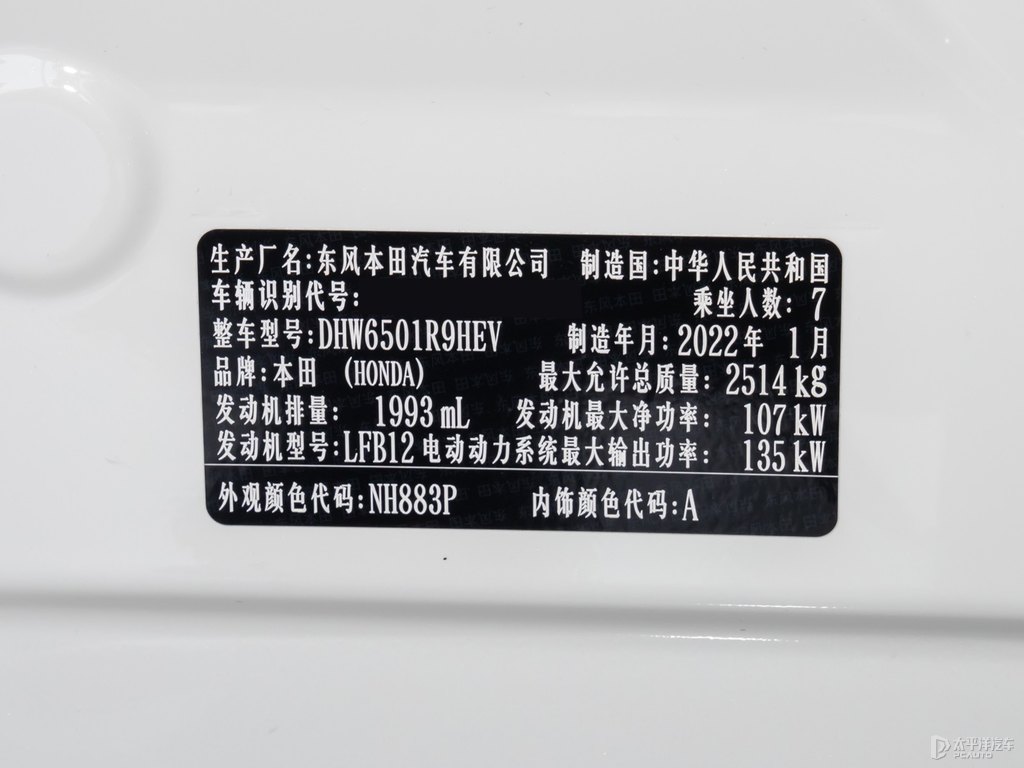 生产厂名:东风本田汽车有限公司 制造国:中华人民共和国
车辆识别代号: 乘坐人数: 7
整车型号:DHW6501R9HEV 制造年月: 2022年 1月
品牌:本田 (HONDA) 最大允许总质量: 2514kg
发动机排量: 1993mL 发动机最大净功率: 107kW
发动机型号:LFB12 电动动力系统最大输出功率: 135kW
外观颜色代码:NH883P 内饰颜色代码:A
太平洋汽车
PCAUTO